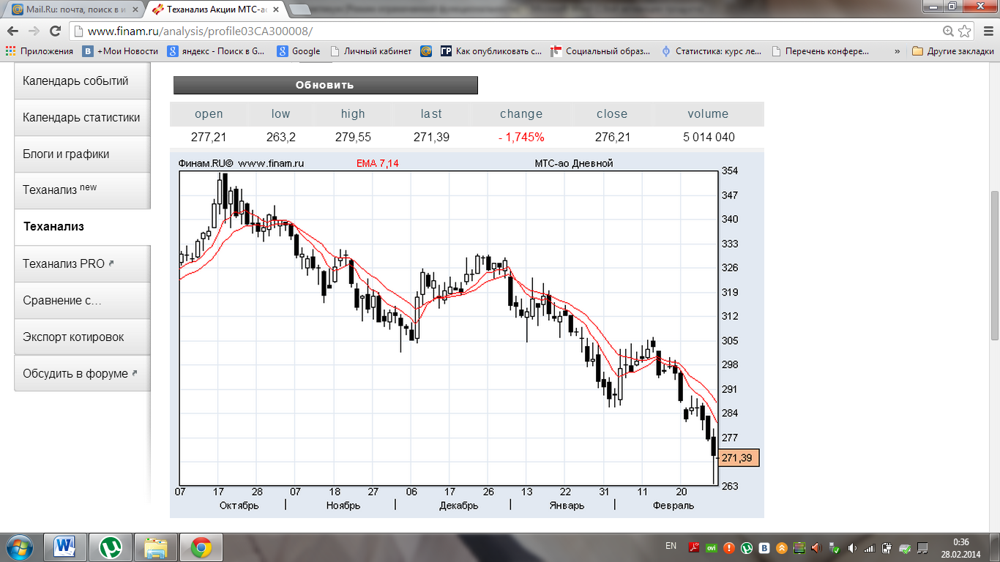 Mail.Ru: почта, поиск в и
Теханализ Акции МТС-ао
www.finam.ru/analysis/profile03CA300008/
Приложения +Мои Новости яндекс - Поиск в G... Google Личный кабинет Как опубликовать с... Социальный образ... Статистика: курс ле... Перечень конфере... » Другие закладки
Календарь событий
Календарь статистики
Блоги и графики
Теханализ new
Теханализ
Теханализ PRO
Сравнение с...
Экспорт котировок
Обсудить в форуме
Обновить
open low high last change close volume
277,21 263,2 279,55 271,39 - 1,745% 276,21 5 014 040
Финам.RU© www.finam.ru EMA 7,14 МТС-ао Дневной
354
347
340
333
326
319
312
305
298
291
284
277
271,39
263
07 17 28 07 18 27 06 17 26 13 22 31 11 20
Октябрь Ноябрь Декабрь Январь Февраль
EN 0:36
28.02.2014